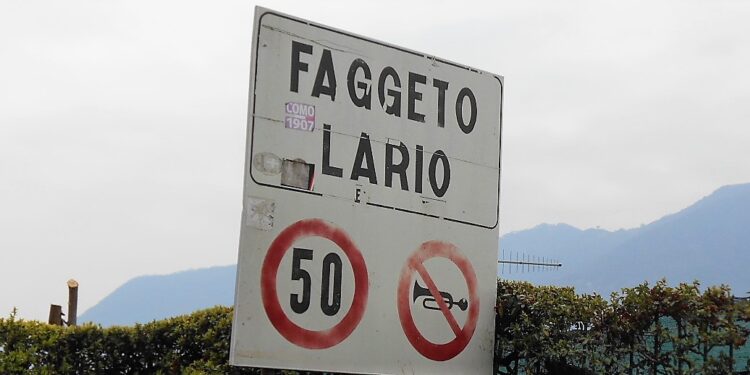 FAGGETO
COMO
1907
LARIO
E
50